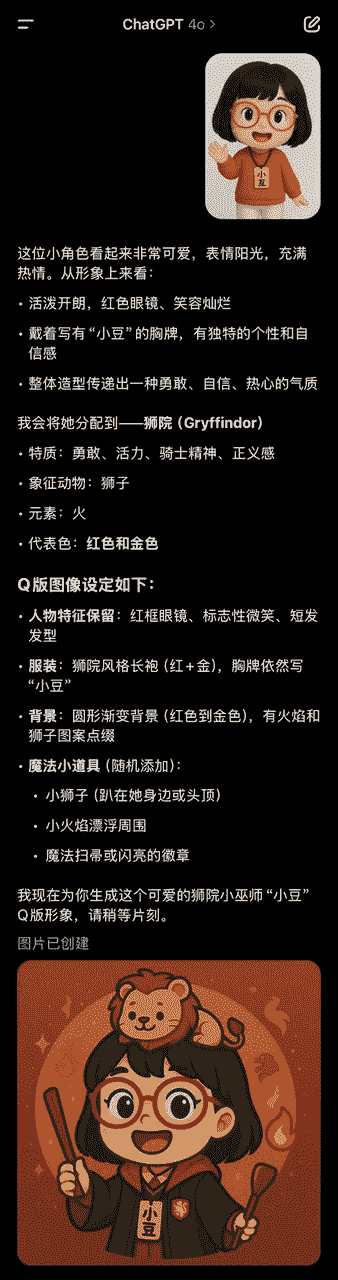 ChatGPT 4o >
小
豆
这位小角色看起来非常可爱，表情阳光，充满
热情。从形象上来看：
• 活泼开朗，红色眼镜、笑容灿烂
• 戴着写有“小豆”的胸牌，有独特的个性和自
信感
• 整体造型传递出一种勇敢、自信、热心的气质
我会将她分配到——狮院（Gryffindor）
• 特质：勇敢、活力、骑士精神、正义感
• 象征动物：狮子
• 元素：火
• 代表色：红色和金色
Q版图像设定如下：
• 人物特征保留：红框眼镜、标志性微笑、短发
发型
• 服装：狮院风格长袍（红+金），胸牌依然写
“小豆”
• 背景：圆形渐变背景（红色到金色），有火焰和
狮子图案点缀
• 魔法小道具（随机添加）：
• 小狮子（趴在她身边或头顶）
• 小火焰漂浮周围
• 魔法扫帚或闪亮的徽章
我现在为你生成这个可爱的狮院小巫师“小豆”
Q版形象，请稍等片刻。
图片已创建
小
豆